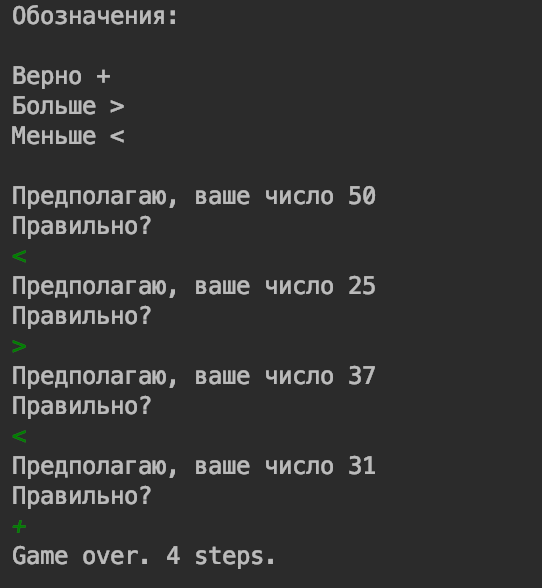 Обозначения:
Верно +
Больше >
Меньше <
Предполагаю, ваше число 50
Правильно?
<
Предполагаю, ваше число 25
Правильно?
>
Предполагаю, ваше число 37
Правильно?
<
Предполагаю, ваше число 31
Правильно?
+
Game over. 4 steps.